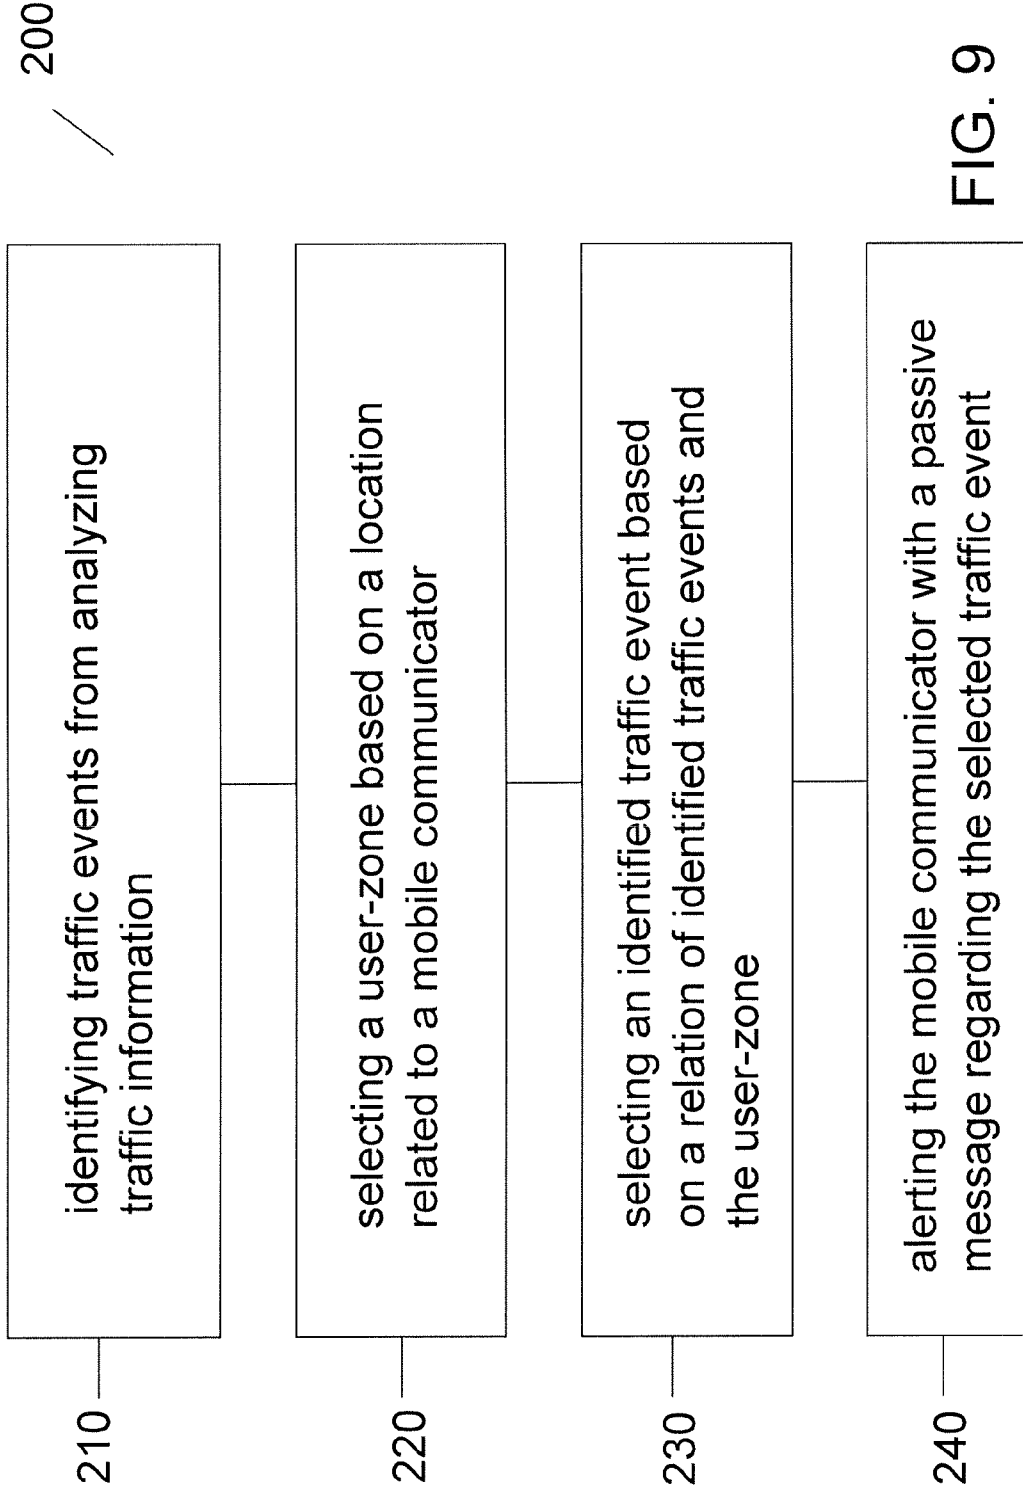 200
210
identifying traffic events from analyzing
traffic information
220
selecting a user-zone based on a location
related to a mobile communicator
230
selecting an identified traffic event based
on a relation of identified traffic events and
the user-zone
240
alerting the mobile communicator with a passive
message regarding the selected traffic event
FIG. 9